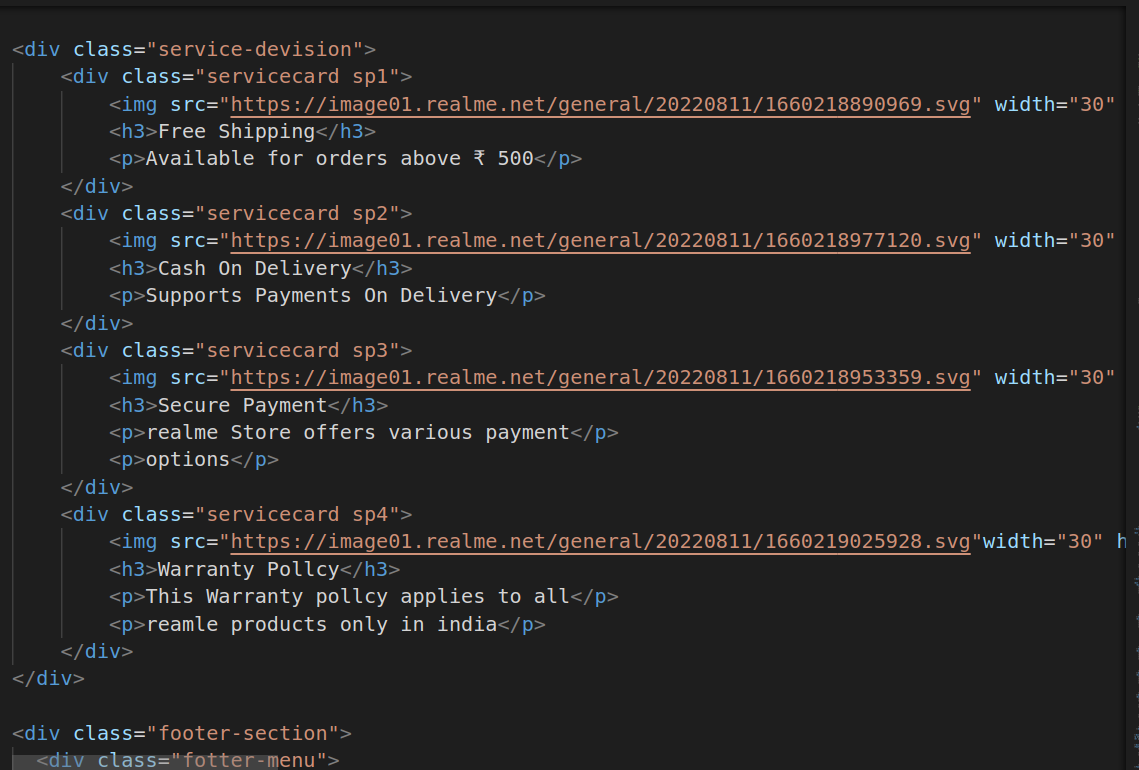 <div class="service-devision">
<div class="servicecard sp1">
<img src="https://image01.realme.net/general/20220811/1660218890969.svg" width="30"
<h3>Free Shipping</h3>
<p>Available for orders above ₹ 500</p>
</div>
<div class="servicecard sp2">
<img src="https://image01.realme.net/general/20220811/1660218977120.svg" width="30"
<h3>Cash On Delivery</h3>
<p>Supports Payments On Delivery</p>
</div>
<div class="servicecard sp3">
<img src="https://image01.realme.net/general/20220811/1660218953359.svg" width="30"
<h3>Secure Payment</h3>
<p>realme Store offers various payment</p>
<p>options</p>
</div>
<div class="servicecard sp4">
<img src="https://image01.realme.net/general/20220811/1660219025928.svg"width="30" h
<h3>Warranty Pollcy</h3>
<p>This Warranty pollcy applies to all</p>
<p>reamle products only in india</p>
</div>
</div>
<div class="footer-section">
<div class="fotter-menu">